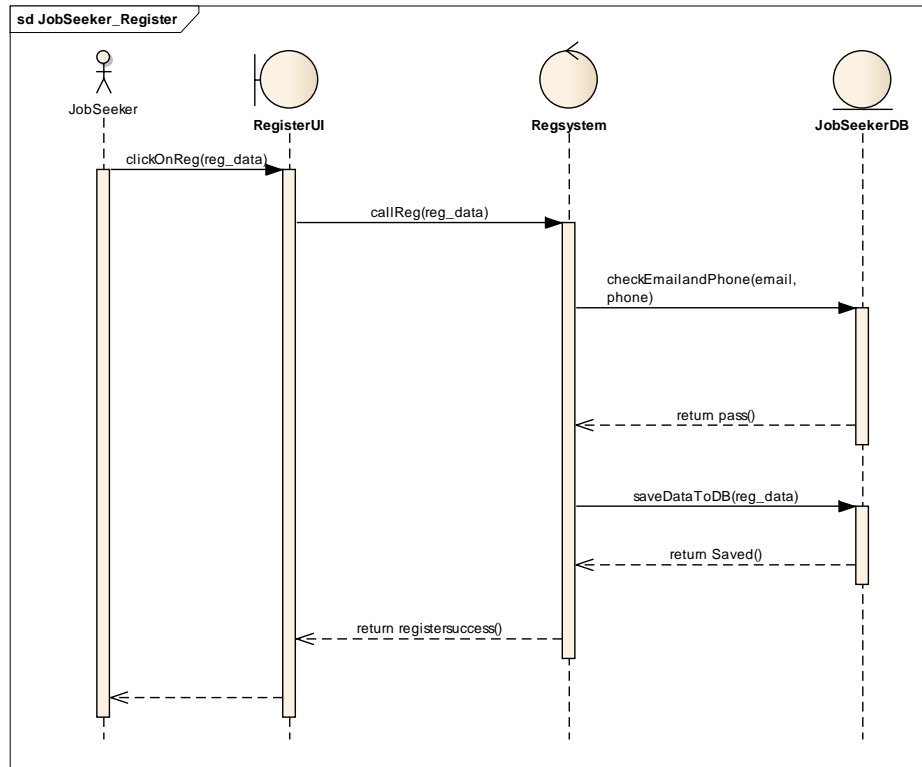 sd JobSeeker_Register
JobSeeker
RegisterUI
Regsystem
JobSeekerDB
clickOnReg(reg_data)
callReg(reg_data)
checkEmailandPhone(email,
phone)
return pass()
saveDataToDB(reg_data)
return Saved()
return registersuccess()